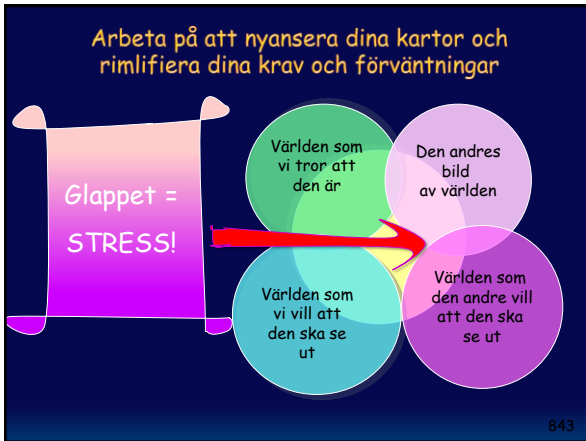 Arbeta på att nyansera dina kartor och
rimlifiera dina krav och förväntningar
Glappet =
STRESS!
Världen som
vi tror att
den är
Den andres
bild
av världen
Världen som
vi vill att
den ska se
ut
Världen som
den andre vill
att den ska
se ut
843